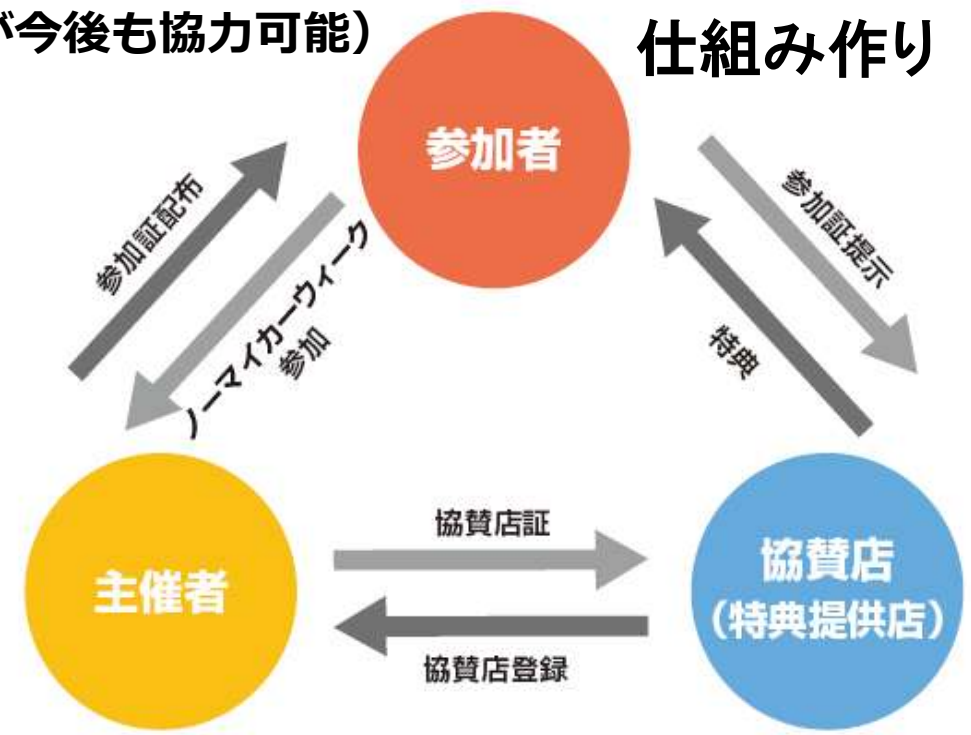 が今後も協力可能）
仕組み作り
参加者
参加証配布
ノーマイカーウィーク
参加
参加証提示
特典
協賛店証
主催者
協賛店
（特典提供店）
協賛店登録